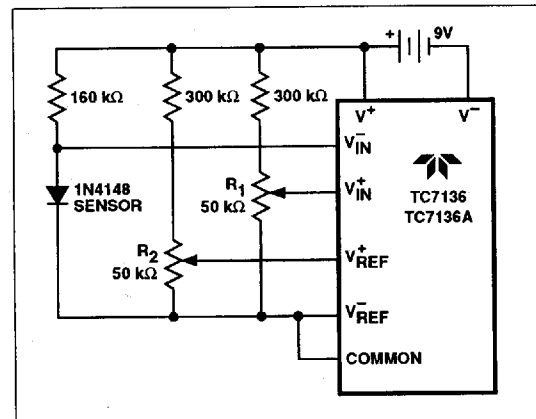 + 9V
160 kΩ
300 kΩ
300 kΩ
V+
V−
V−IN
1N4148
SENSOR
R1
50 kΩ
V+IN
TC7136
TC7136A
R2
50 kΩ
V+REF
V−REF
COMMON